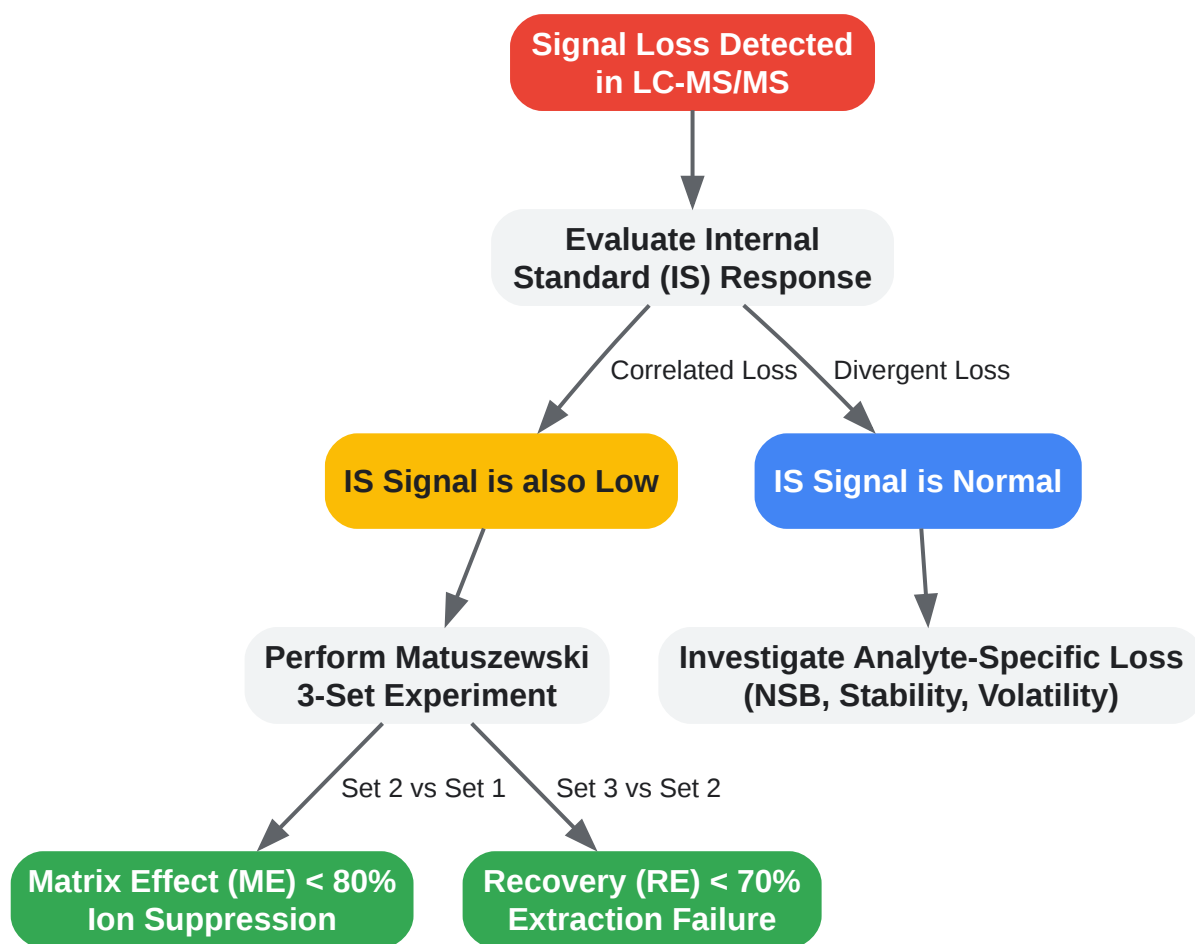 Signal Loss Detected
in LC-MS/MS
Evaluate Internal
Standard (IS) Response
Correlated Loss
Divergent Loss
IS Signal is also Low
IS Signal is Normal
Perform Matuszewski
3-Set Experiment
Investigate Analyte-Specific Loss
(NSB, Stability, Volatility)
Set 2 vs Set 1
Set 3 vs Set 2
Matrix Effect (ME) < 80%
Ion Suppression
Recovery (RE) < 70%
Extraction Failure